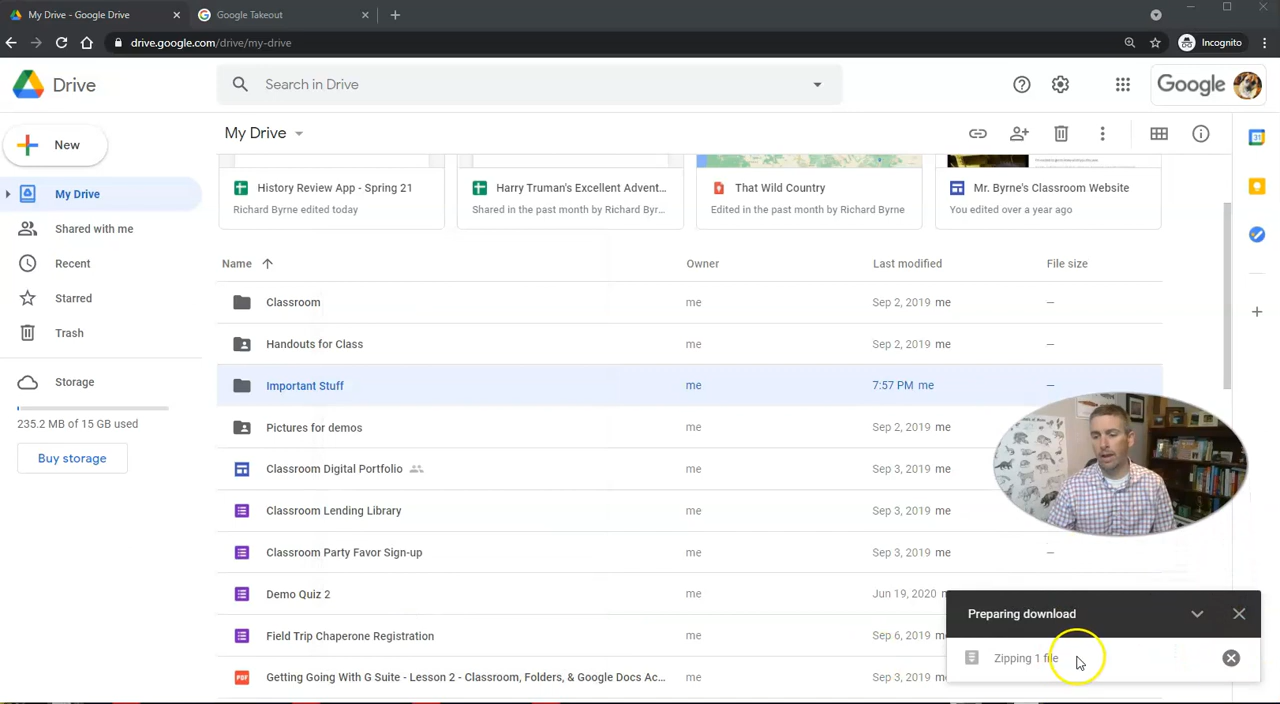 My Drive - Google Drive
Google Takeout
drive.google.com/drive/my-drive
Incognito
Drive
Search in Drive
Google
New
My Drive
My Drive
Shared with me
Recent
Starred
Trash
Storage
235.2 MB of 15 GB used
Buy storage
History Review App - Spring 21
Richard Byrne edited today
Harry Truman's Excellent Advent...
Shared in the past month by Richard Byr...
That Wild Country
Edited in the past month by Richard Byrne
Mr. Byrne's Classroom Website
You edited over a year ago
Name Owner Last modified File size
Classroom me Sep 2, 2019 me —
Handouts for Class me Sep 2, 2019 me —
Important Stuff me 7:57 PM me —
Pictures for demos me Sep 2, 2019 me
Classroom Digital Portfolio me Sep 3, 2019 me
Classroom Lending Library me Sep 3, 2019 me
Classroom Party Favor Sign-up me Sep 3, 2019 me —
Demo Quiz 2 me Jun 19, 2020 me
Field Trip Chaperone Registration me Sep 6, 2019 me
PDF Getting Going With G Suite - Lesson 2 - Classroom, Folders, & Google Docs Ac... me Sep 3, 2019 me
Preparing download
Zipping 1 file
31